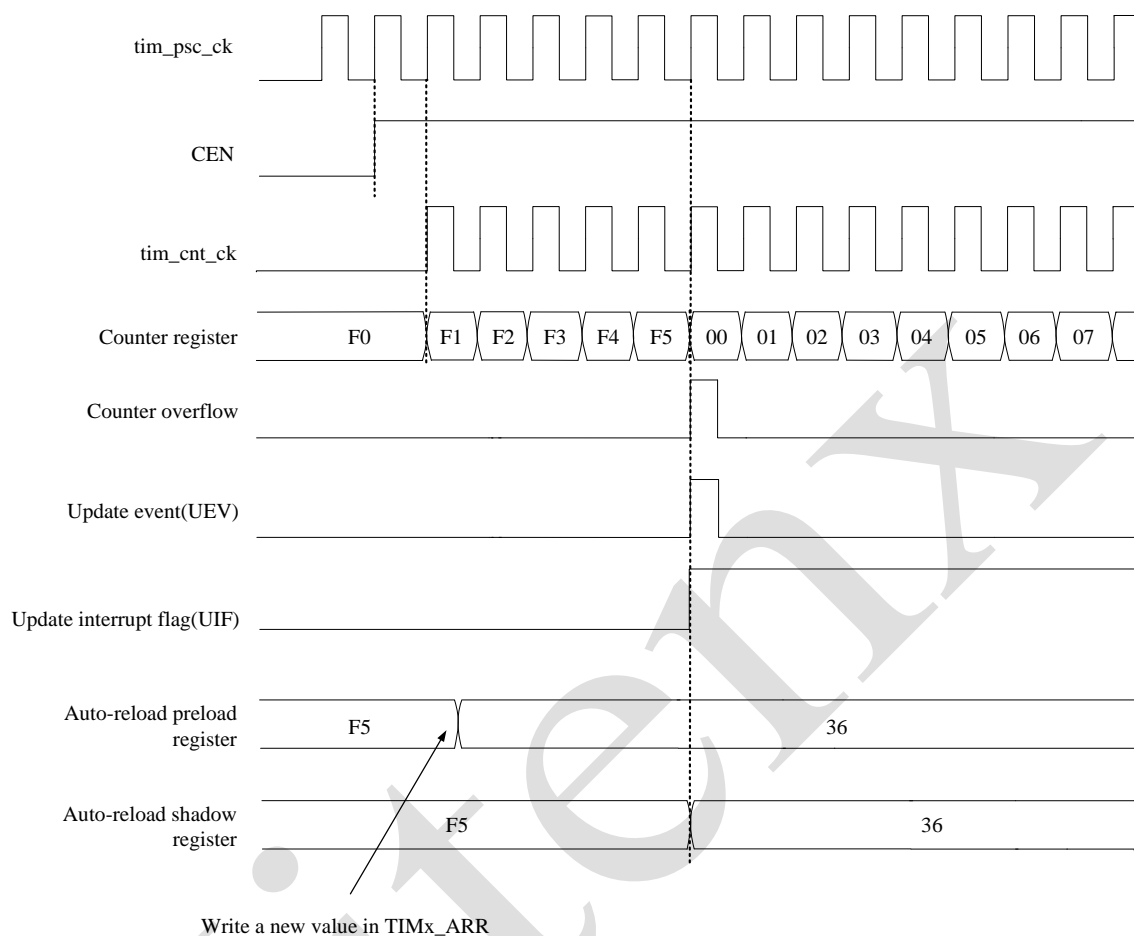 tim_psc_ck
CEN
tim_cnt_ck
Counter register F0 F1 F2 F3 F4 F5 00 01 02 03 04 05 06 07
Counter overflow
Update event(UEV)
Update interrupt flag(UIF)
Auto-reload preload
register
F5 36
Auto-reload shadow
register
F5 36
Write a new value in TIMx_ARR